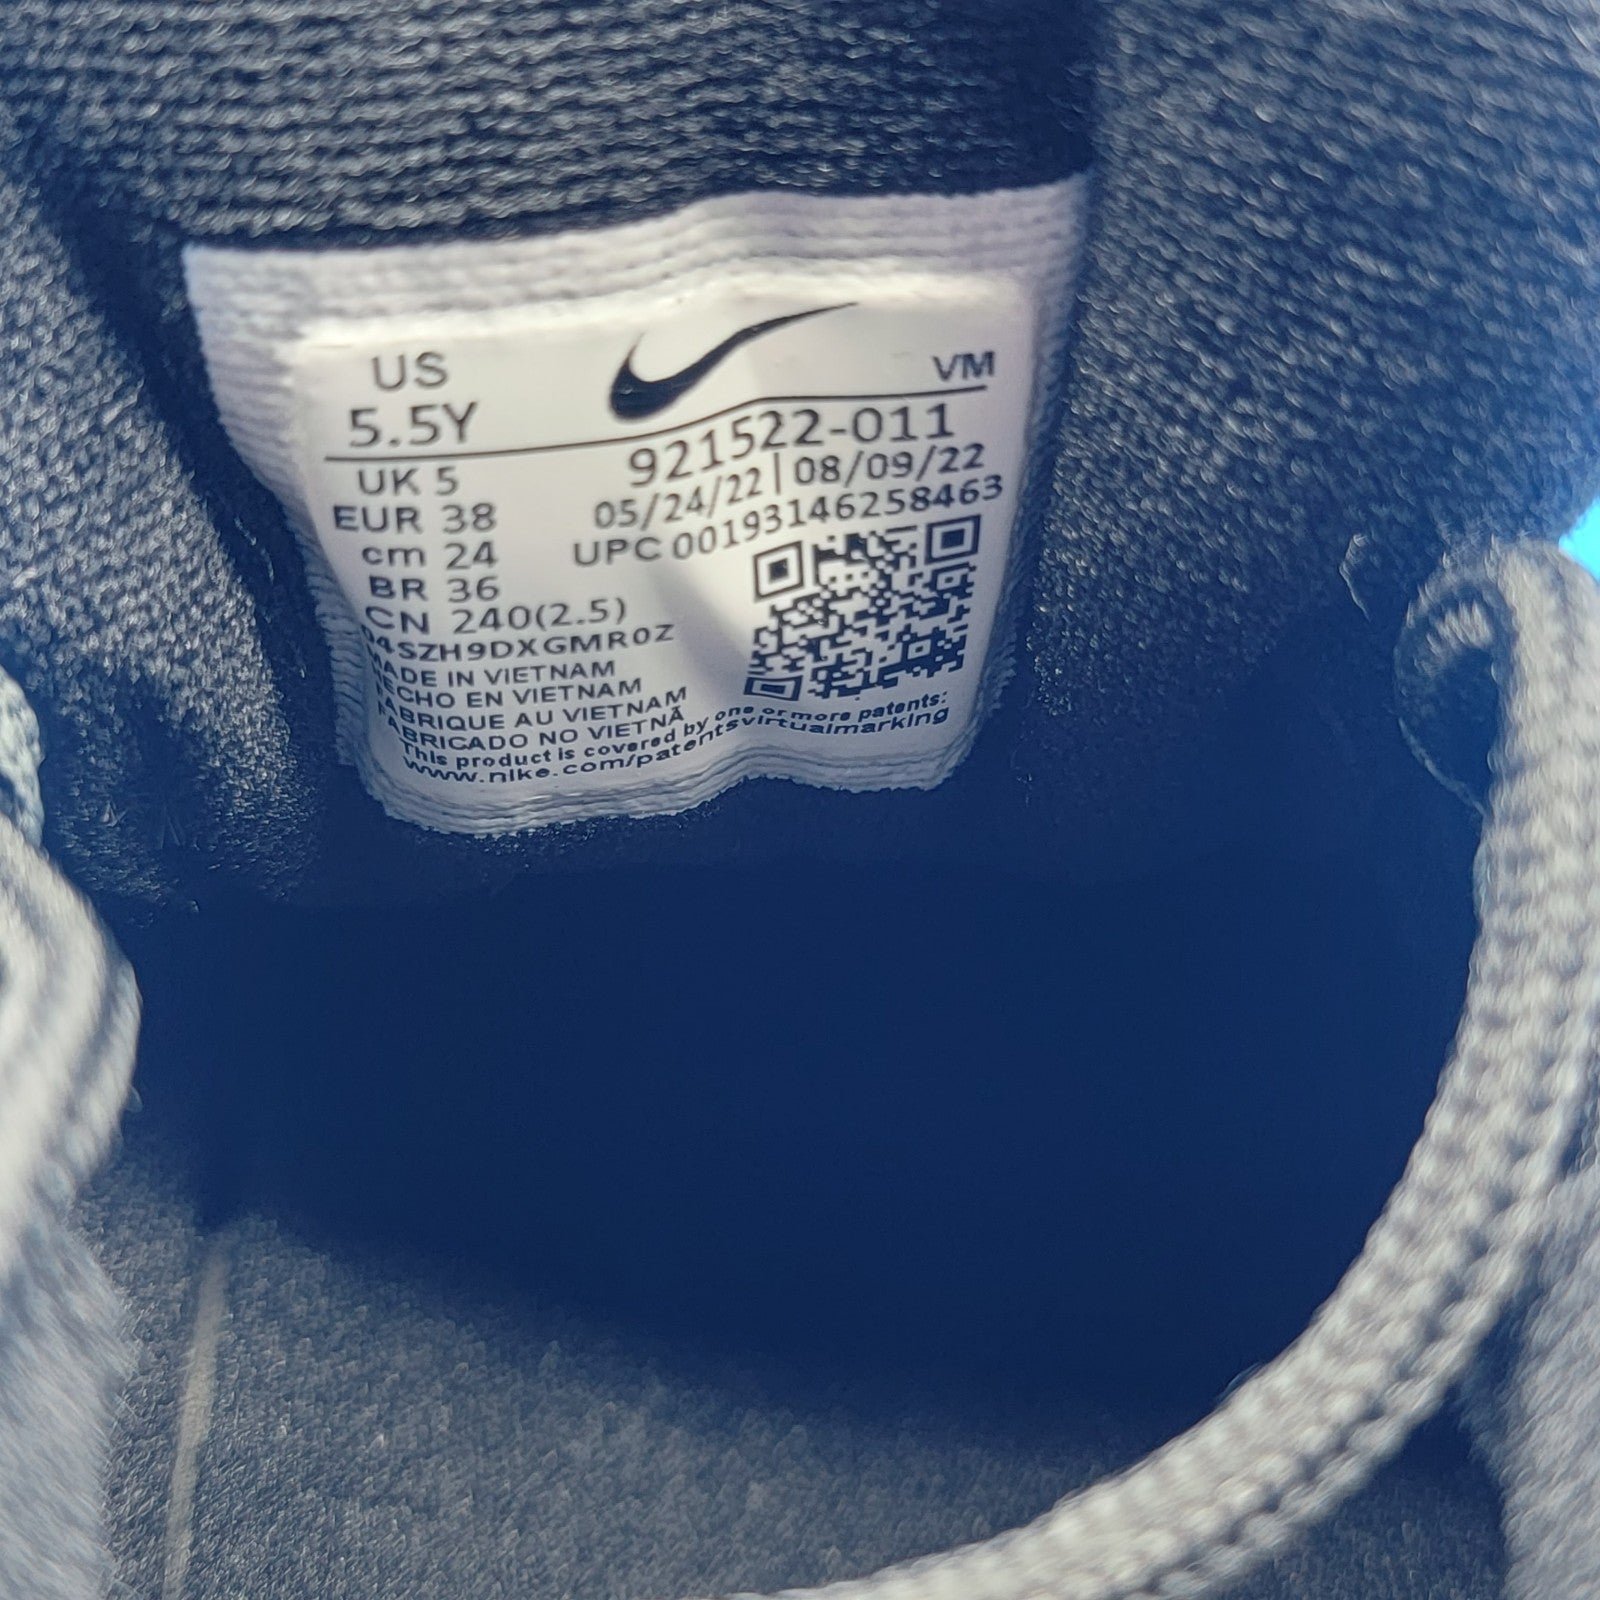 US
5.5Y
VM
921522-011
05/24/22|08/09/22
UPC 00193146258463
UK 5
EUR 38
cm 24
BR 36
CN 240(2.5)
04SZH9DXGMR0Z
MADE IN VIETNAM
HECHO EN VIETNAM
FABRIQUE AU VIETNAM
FABRICADO NO VIETNÃ
This product is covered by one or more patents:
www.nike.com/patentsvirtualmarking